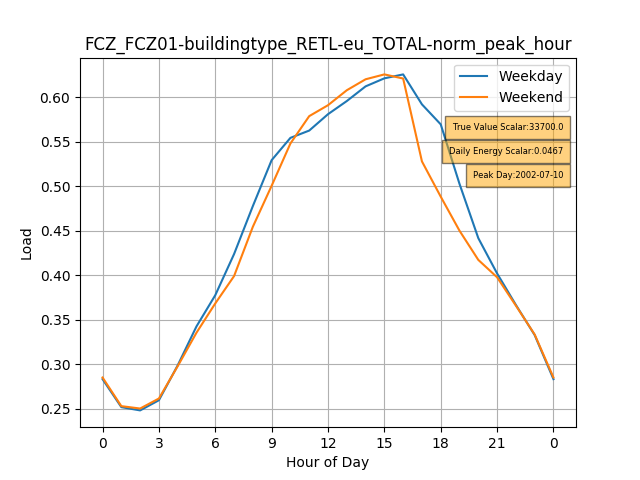 FCZ_FCZ01-buildingtype_RETL-eu_TOTAL-norm_peak_hour
Weekday
Weekend
True Value Scalar:33700.0
Daily Energy Scalar:0.0467
Peak Day:2002-07-10
Load
0.60
0.55
0.50
0.45
0.40
0.35
0.30
0.25
0 3 6 9 12 15 18 21 0
Hour of Day